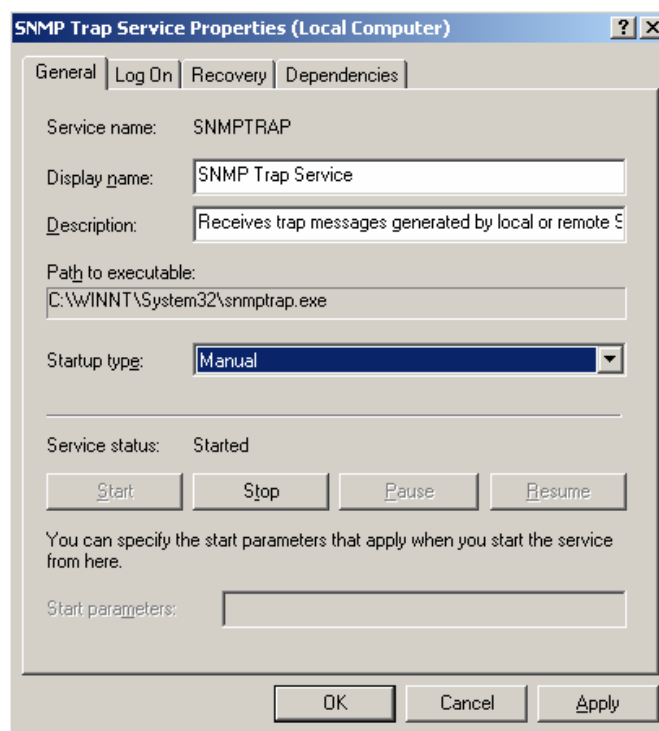 SNMP Trap Service Properties (Local Computer)
General Log On Recovery Dependencies
Service name: SNMPTRAP
Display name: SNMP Trap Service
Description: Receives trap messages generated by local or remote S
Path to executable:
C:\WINNT\System32\snmptrap.exe
Startup type: Manual
Service status: Started
Start Stop Pause Resume
You can specify the start parameters that apply when you start the service
from here.
Start parameters:
OK Cancel Apply